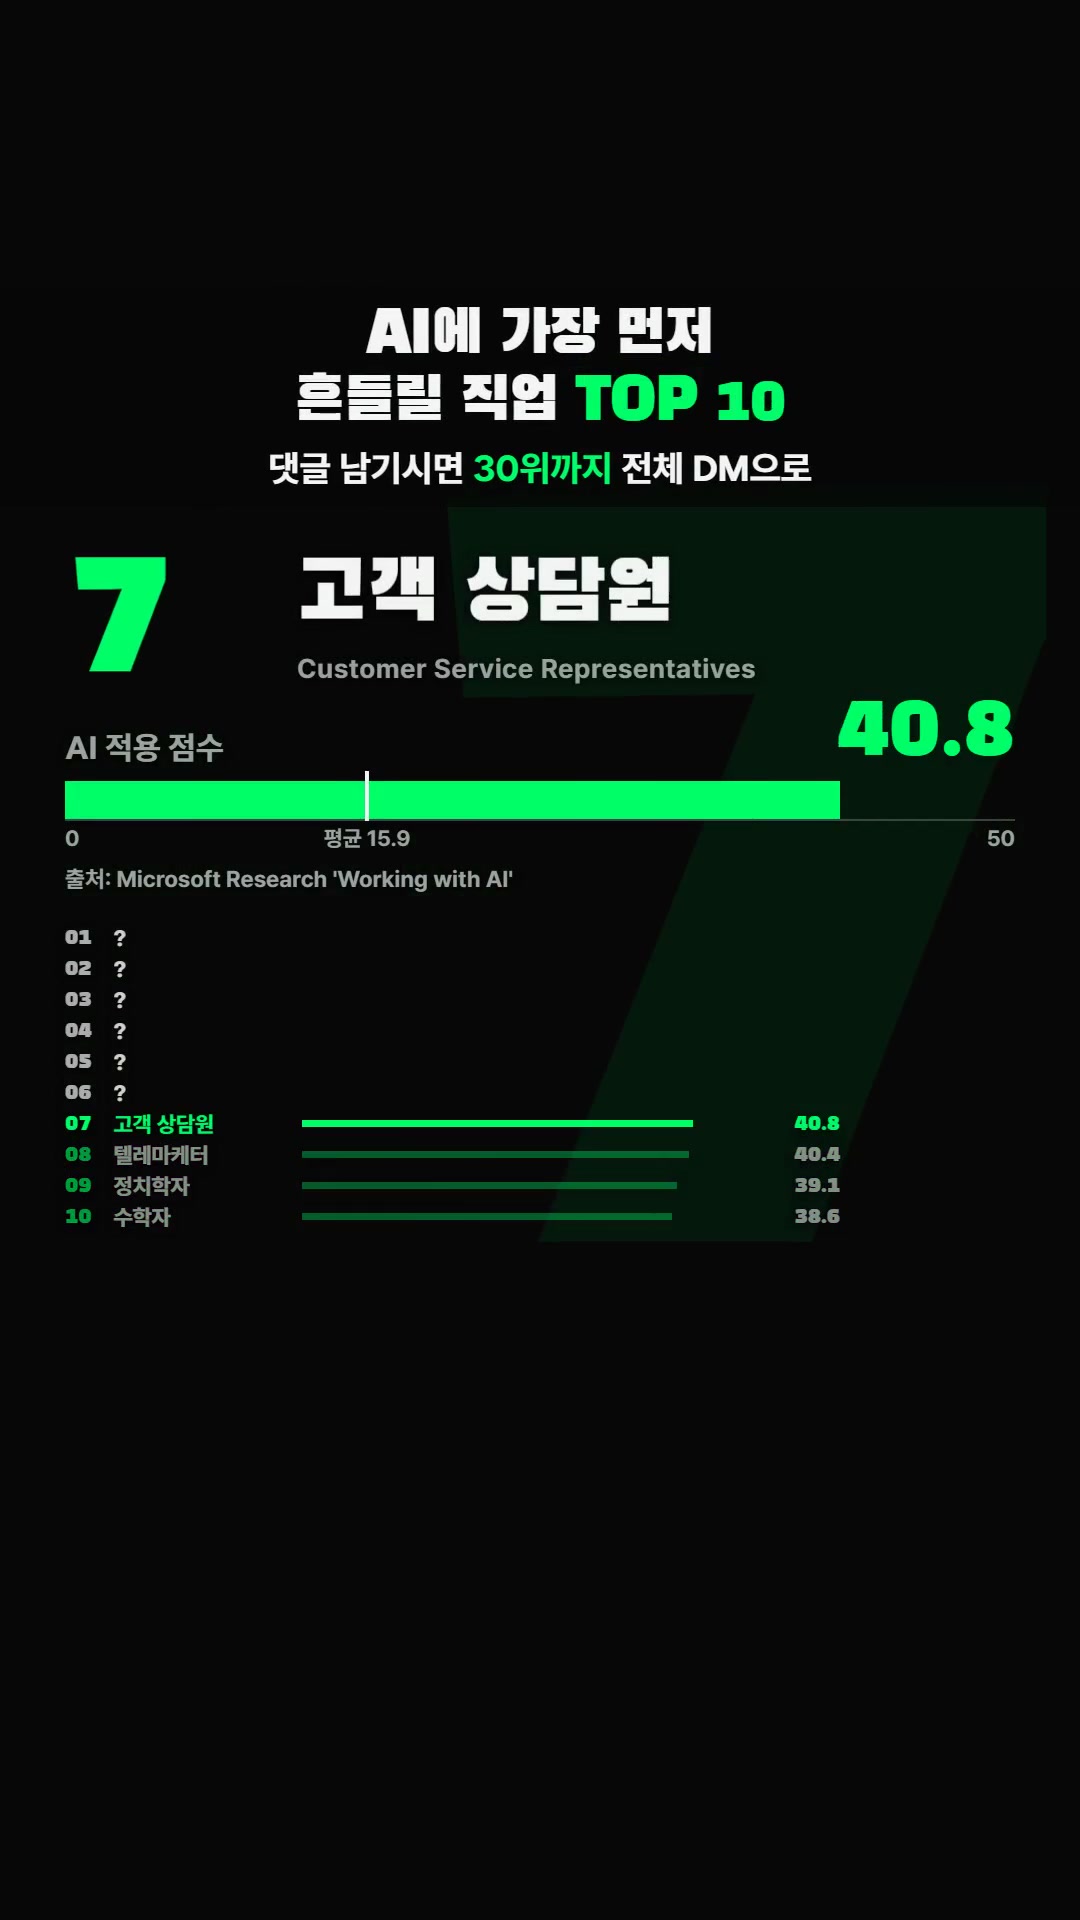 AI에 가장 먼저
흔들릴 직업 TOP 10
댓글 남기시면 30위까지 전체 DM으로
7
고객 상담원
Customer Service Representatives
AI 적용 점수
40.8
0
평균 15.9
50
출처: Microsoft Research 'Working with AI'
01 ?
02 ?
03 ?
04 ?
05 ?
06 ?
07 고객 상담원 40.8
08 텔레마케터 40.4
09 정치학자 39.1
10 수학자 38.6